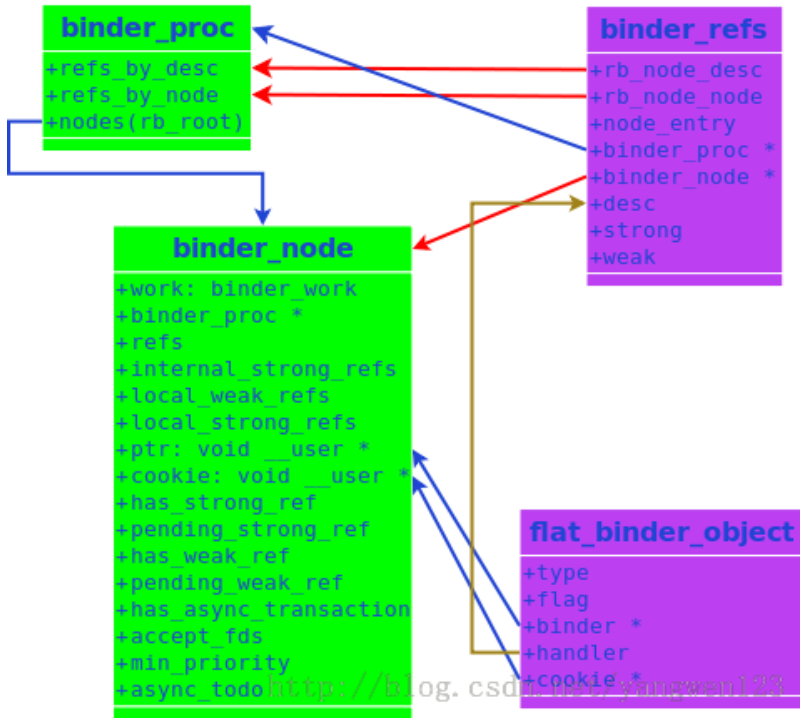 binder_proc
+refs_by_desc
+refs_by_node
+nodes(rb_root)
binder_refs
+rb_node_desc
+rb_node_node
+node_entry
+binder_proc *
+binder_node *
+desc
+strong
+weak
binder_node
+work: binder_work
+binder_proc *
+refs
+internal_strong_refs
+local_weak_refs
+local_strong_refs
+ptr: void __user *
+cookie: void __user *
+has_strong_ref
+pending_strong_ref
+has_weak_ref
+pending_weak_ref
+has_async_transaction
+accept_fds
+min_priority
+async_todo
flat_binder_object
+type
+flag
+binder *
+handler
+cookie *
http://blog.csdn.net/yangwen123